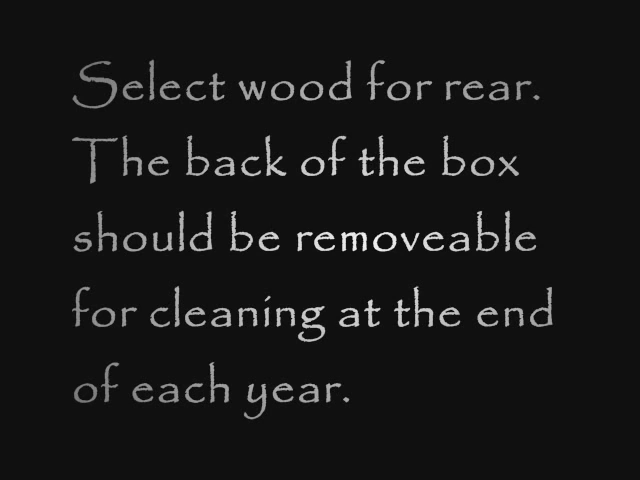 Select wood for rear.
The back of the box
should be removeable
for cleaning at the end
of each year.